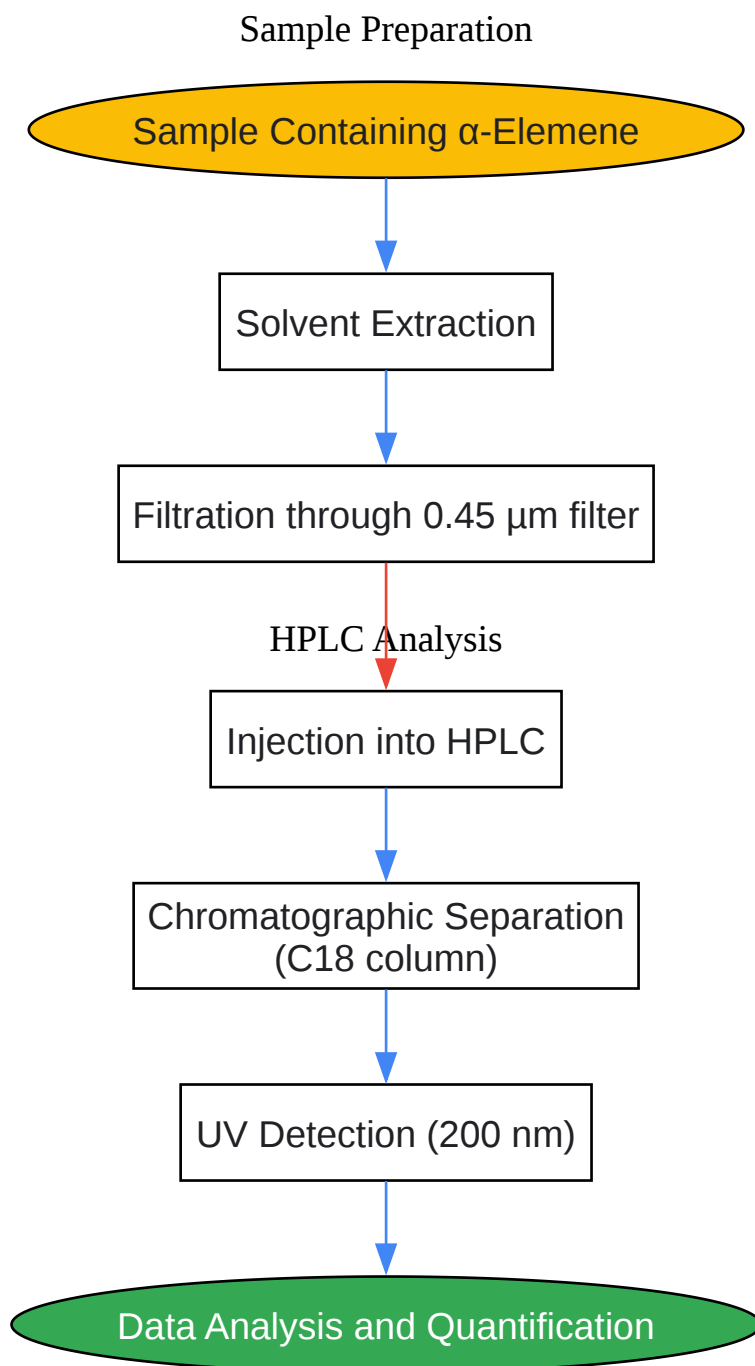 Sample Preparation
Sample Containing α-Elemene
Solvent Extraction
Filtration through 0.45 µm filter
HPLC Analysis
Injection into HPLC
Chromatographic Separation
(C18 column)
UV Detection (200 nm)
Data Analysis and Quantification